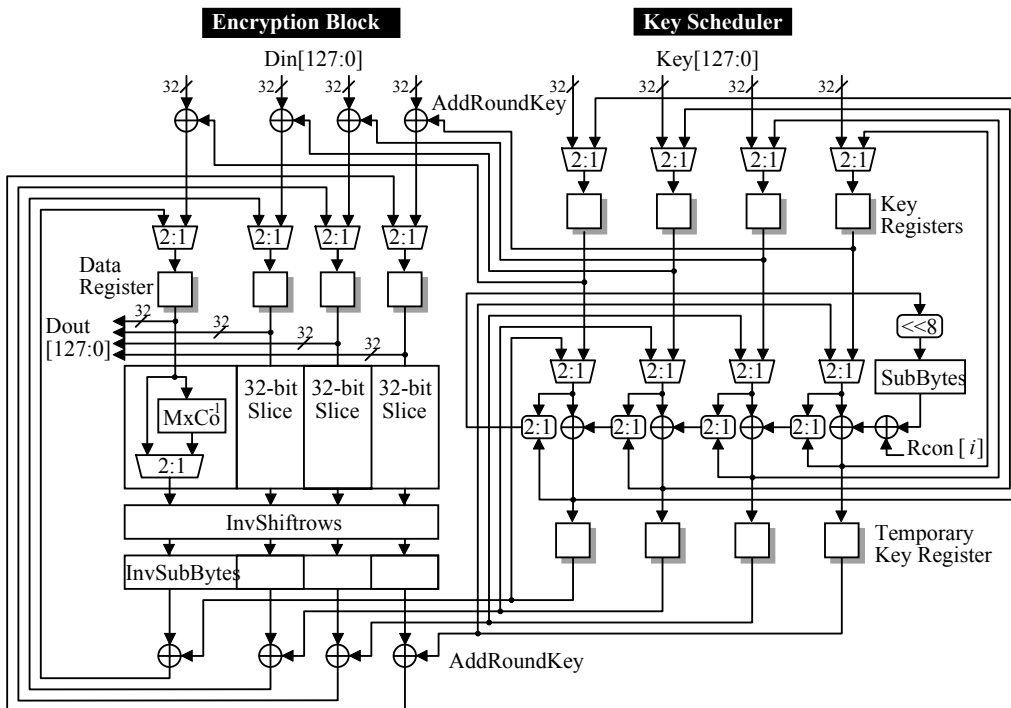 Encryption Block
Key Scheduler
Din[127:0]
Key[127:0]
32 32 32 32 32 32 32 32
AddRoundKey
2:1 2:1 2:1 2:1
Key
Registers
2:1 2:1 2:1 2:1
Data
Register
32
Dout
32
[127:0]
32
32
<<8
2:1 2:1 2:1 2:1
SubBytes
32-bit
Slice
32-bit
Slice
32-bit
Slice
MxCo-1
2:1 2:1 2:1 2:1
Rcon [i]
2:1
InvShiftrows
Temporary
Key Register
InvSubBytes
AddRoundKey